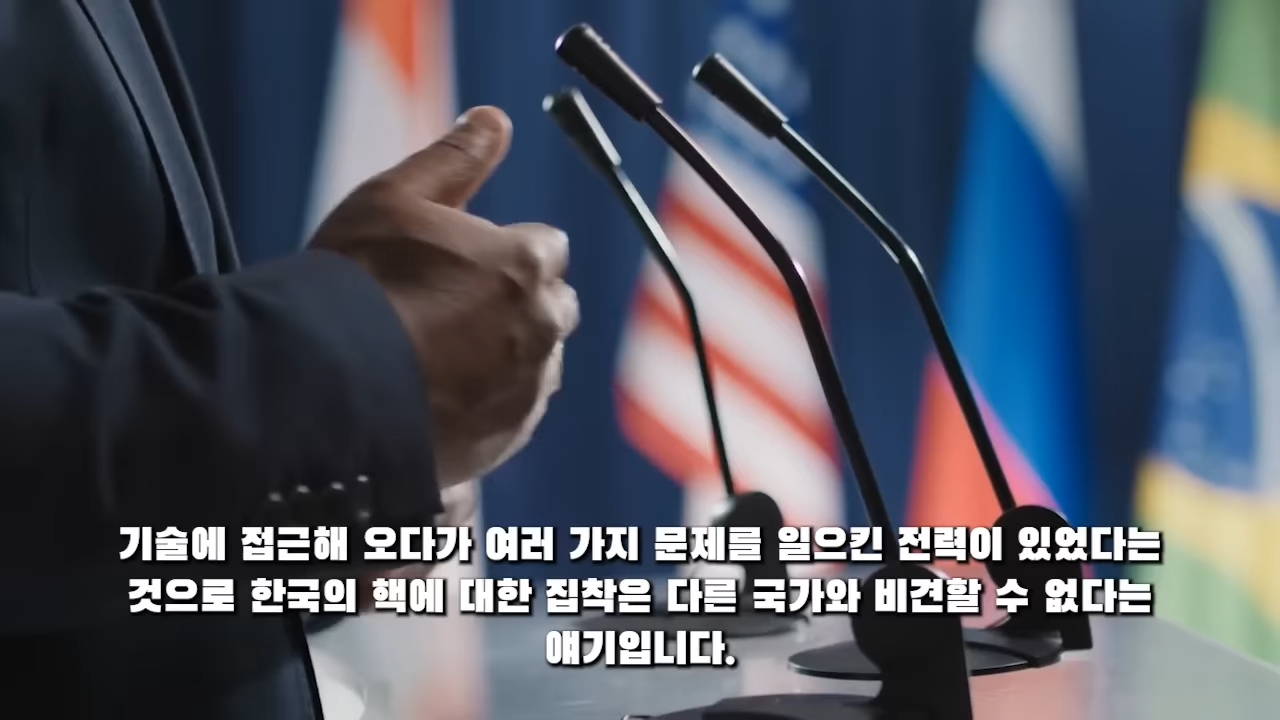 기술에 접근해 오다가 여러 가지 문제를 일으킨 전력이 있었다는
것으로 한국의 핵에 대한 집착은 다른 국가와 비견할 수 없다는
얘기입니다.